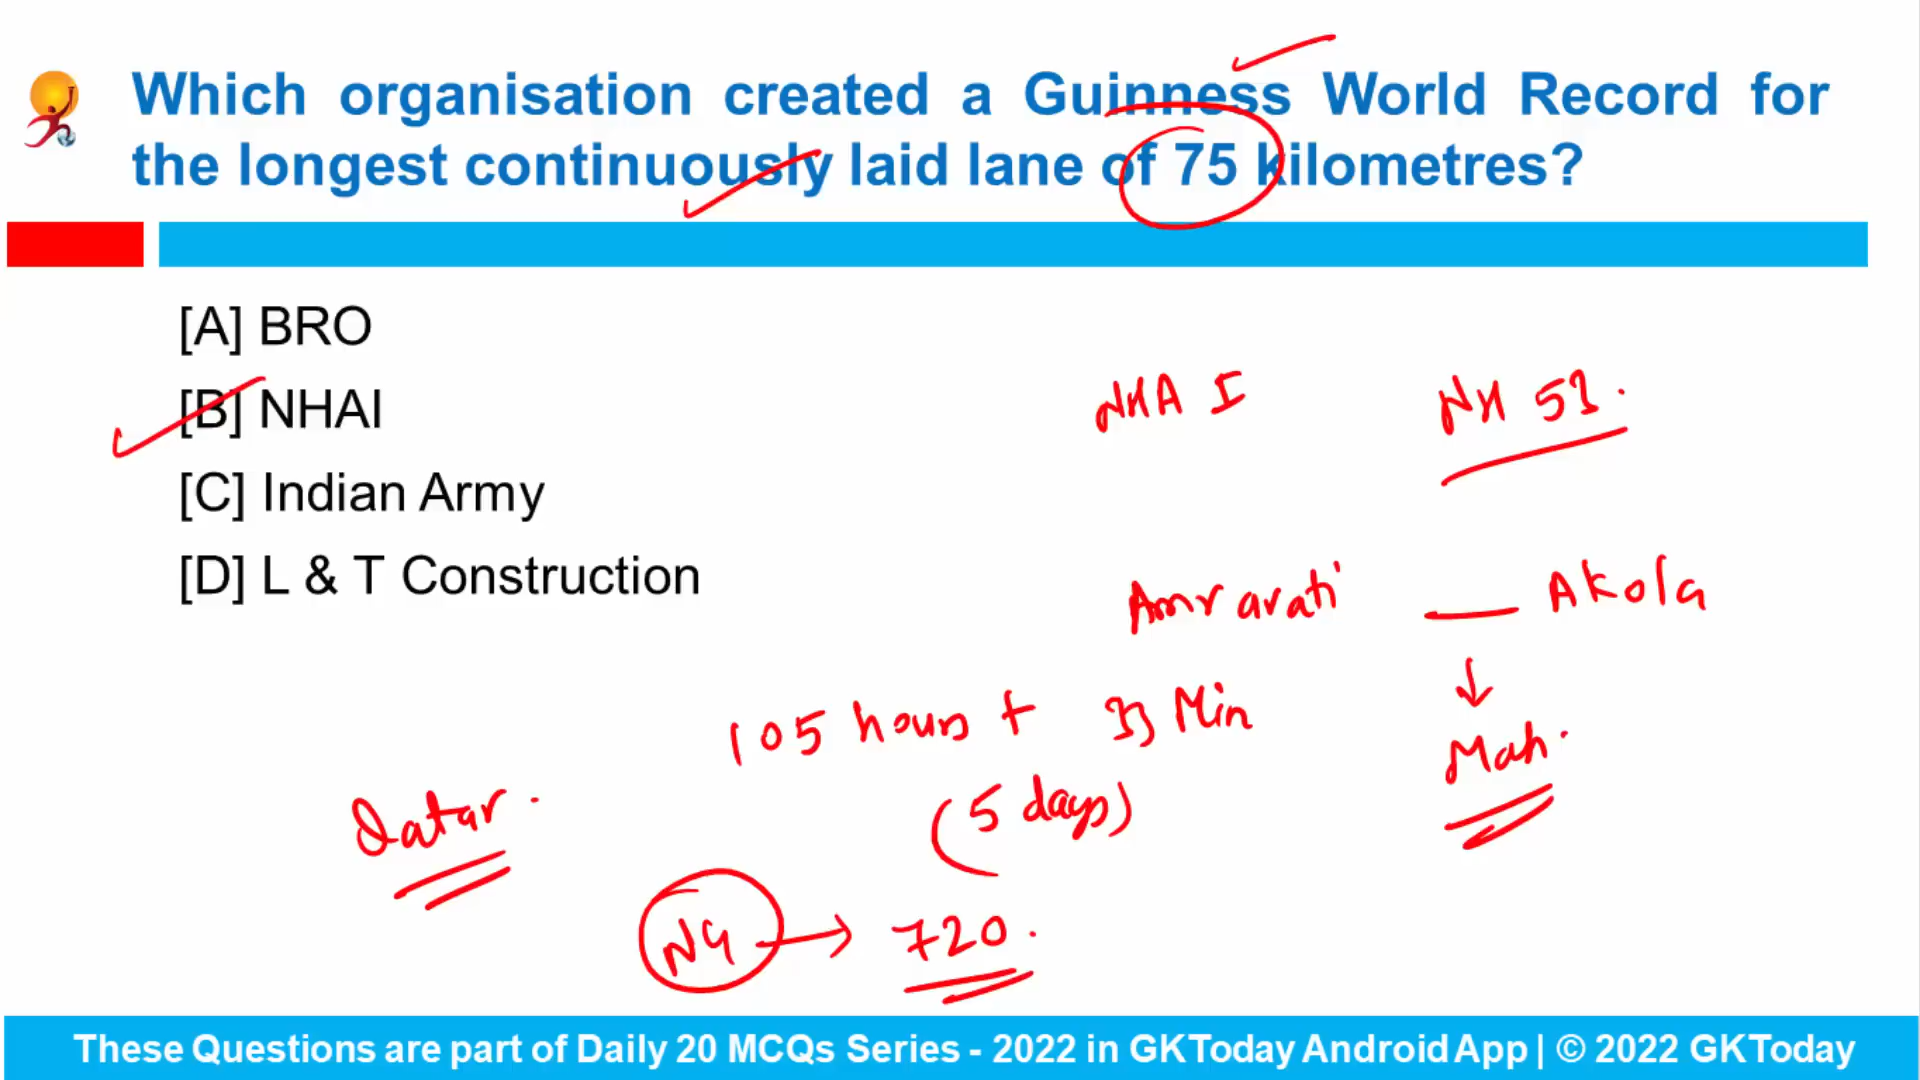 Which organisation created a Guinness World Record for
the longest continuously laid lane of 75 kilometres?
[A] BRO
[B] NHAI
[C] Indian Army
[D] L & T Construction
NHA I NH 53.
Amravati — Akola
↓
105 hours + 33 Min
Mah.
(5 days)
Qatar.
→ 720.
These Questions are part of Daily 20 MCQs Series - 2022 in GKToday Android App | © 2022 GKToday